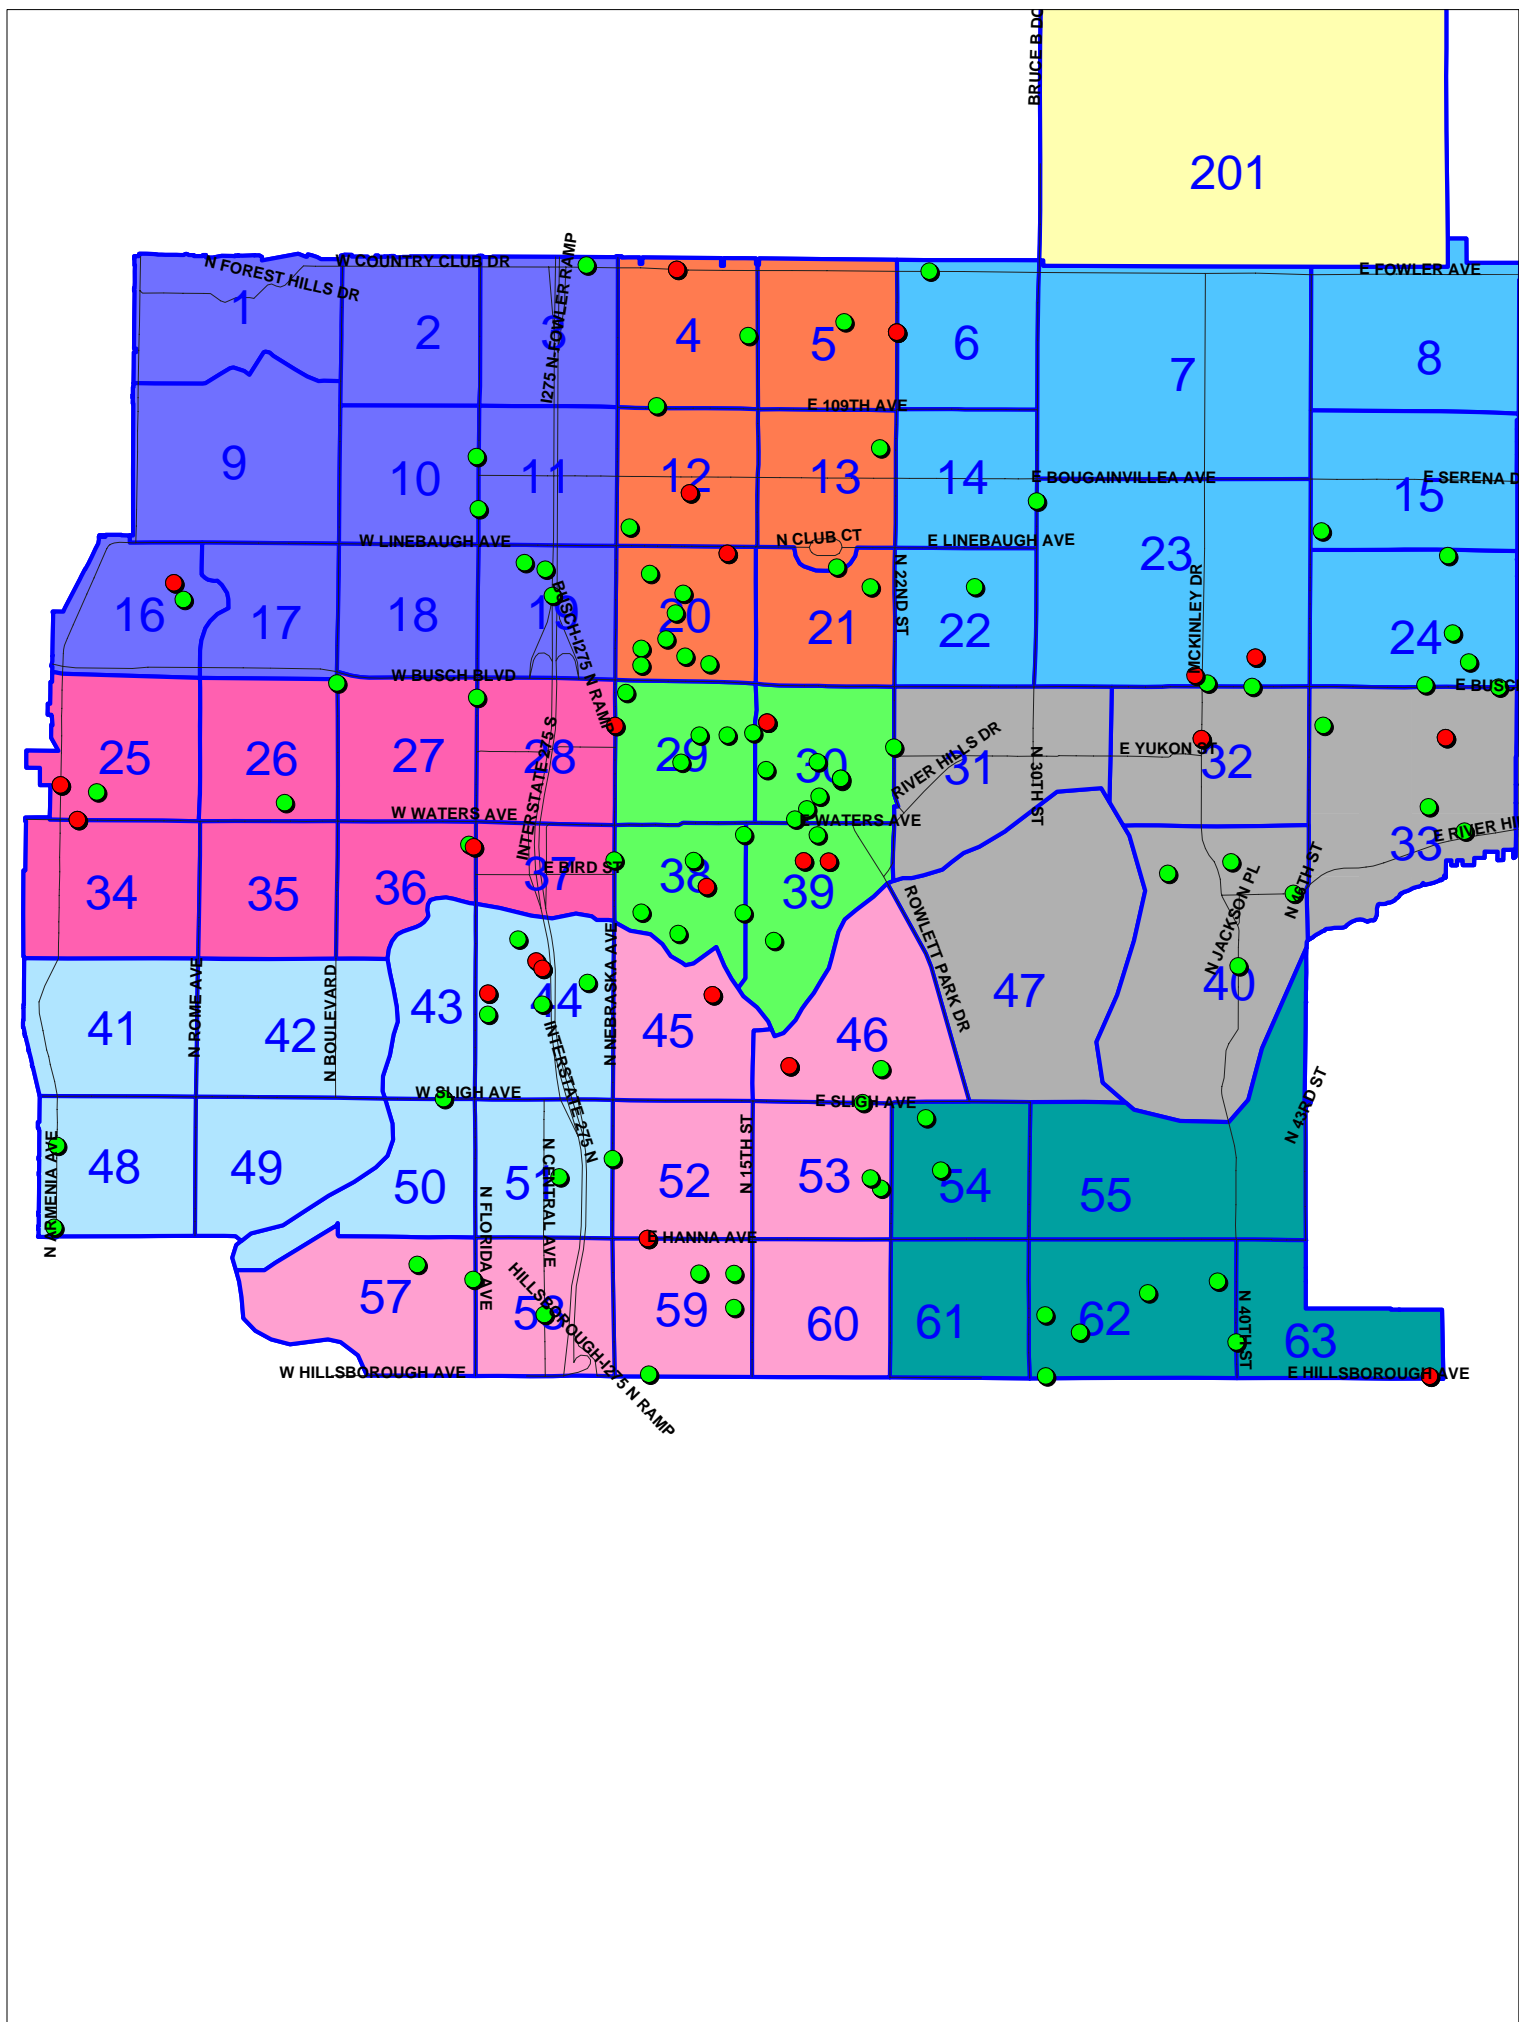 BRUCE B DO
201
N FOREST HILLS DR
W COUNTRY CLUB DR
I275 N-FOWLER RAMP
E FOWLER AVE
1
2
3
4
5
6
7
8
E 109TH AVE
9
10
11
12
13
14
E BOUGAINVILLEA AVE
15
E SERENA D
W LINEBAUGH AVE
N CLUB CT
E LINEBAUGH AVE
23
16
17
18
19
BUSCH-I275 N RAMP
20
21
N 22ND ST
22
MCKINLEY DR
24
W BUSCH BLVD
E BUSC
25
26
27
28
INTERSTATE 275 S
29
30
RIVER HILLS DR
31
N 30TH ST
E YUKON ST
32
33
W WATERS AVE
E WATERS AVE
E RIVER HI
34
35
36
37
E BIRD ST
38
39
ROWLETT PARK DR
N 46TH ST
N JACKSON PL
40
41
N ROME AVE
42
N BOULEVARD
43
44
N NEBRASKA AVE
45
46
47
INTERSTATE 275 N
W SLIGH AVE
E SLIGH AVE
N 43RD ST
N ARMENIA AVE
48
49
50
N FLORIDA AVE
51
N CENTRAL AVE
52
N 15TH ST
53
54
55
E HANNA AVE
57
58
HILLSBOROUGH-I275 N RAMP
59
60
61
62
N 40TH ST
63
W HILLSBOROUGH AVE
E HILLSBOROUGH AVE